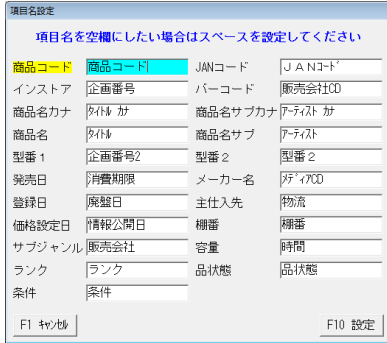 項目名設定
項目名を空欄にしたい場合はスペースを設定してください
商品コード 商品コード JANコード ＪＡＮｺｰﾄﾞ
インストア 企画番号 バーコード 販売会社CD
商品名カナ ﾀｲﾄﾙ ｶﾅ 商品名サブカナ ｱｰﾃｨｽﾄ ｶﾅ
商品名 ﾀｲﾄﾙ 商品名サブ ｱｰﾃｨｽﾄ
型番１ 企画番号2 型番２ 型番２
発売日 消費期限 メーカー名 ﾒﾃﾞｨｱCD
登録日 廃盤日 主仕入先 物流
価格設定日 情報公開日 棚番 棚番
サブジャンル 販売会社 容量 時間
ランク ランク 品状態 品状態
条件 条件
F1 ｷｬﾝｾﾙ F10 設定